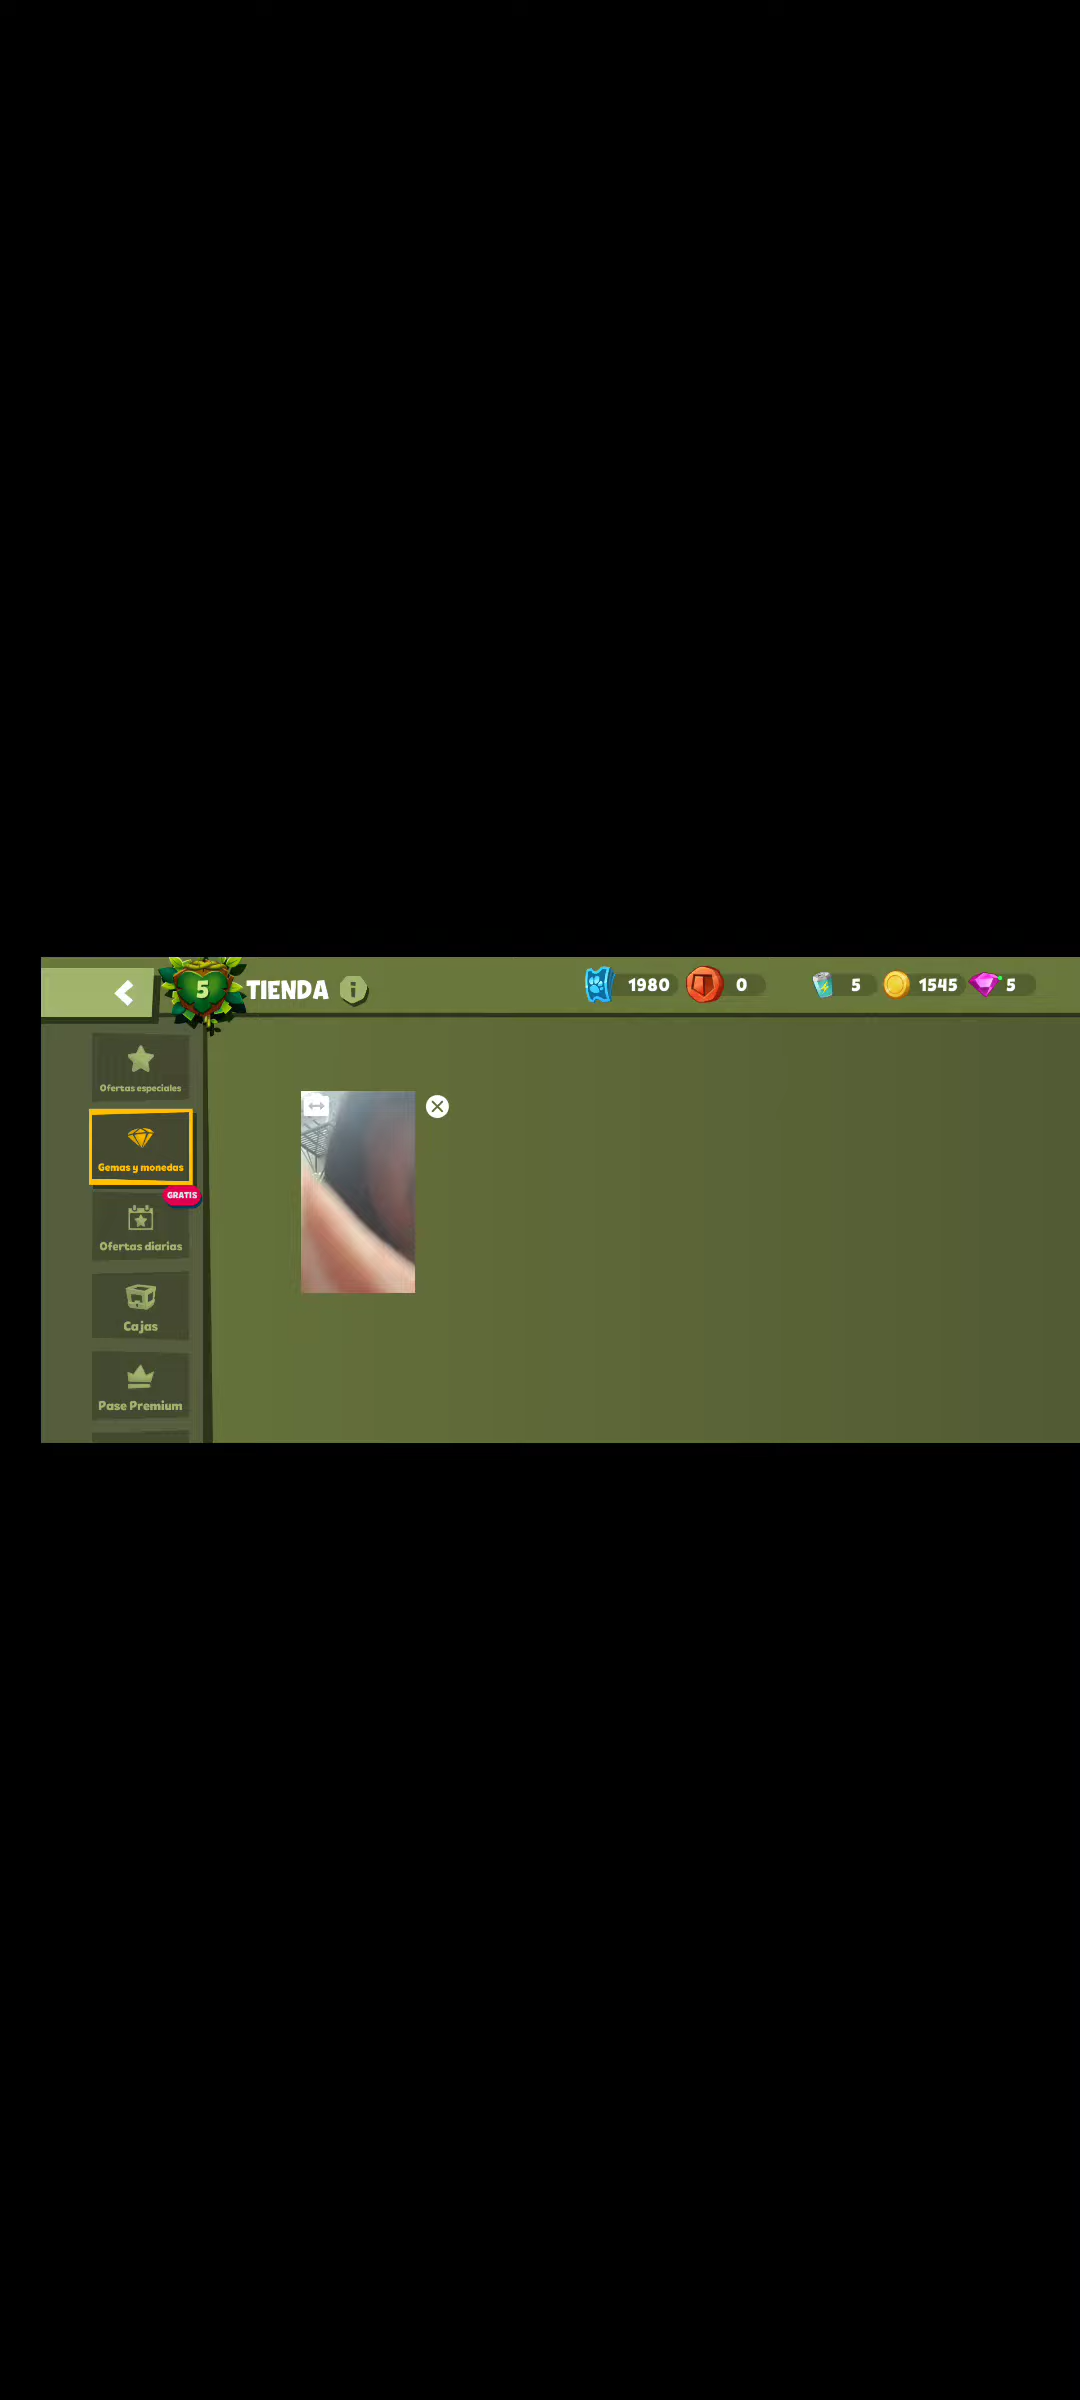 5
TIENDA
1980
0
5
1545
5
Ofertas especiales
Gemas y monedas
GRATIS
Ofertas diarias
Cajas
Pase Premium